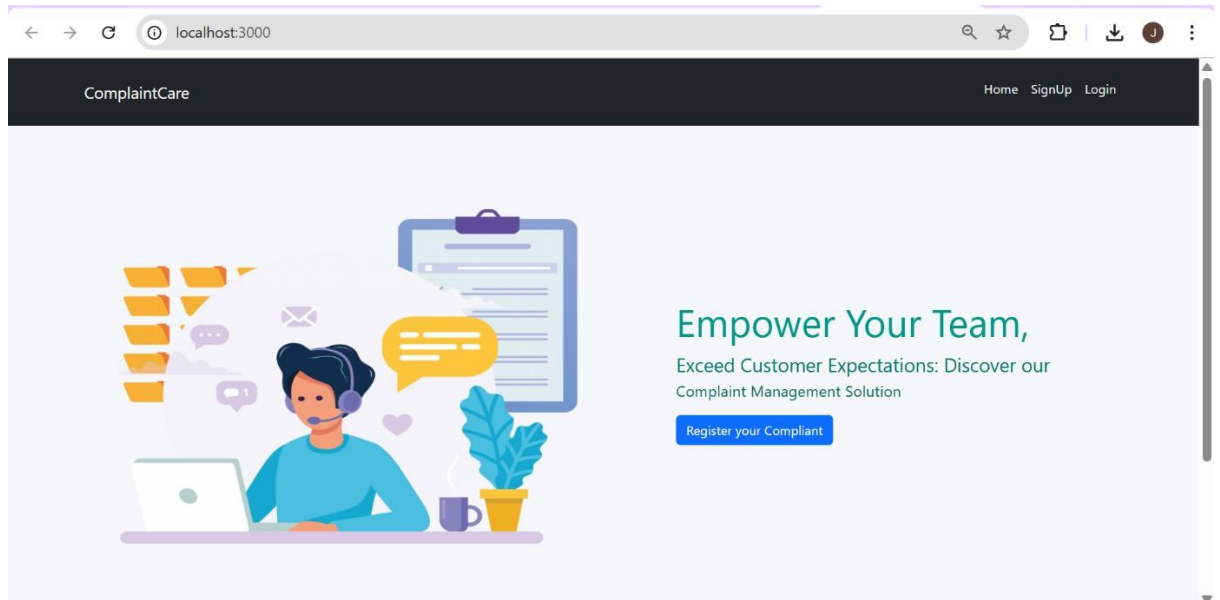 localhost:3000
J
ComplaintCare
Home SignUp Login
1
Empower Your Team,
Exceed Customer Expectations: Discover our
Complaint Management Solution
Register your Compliant